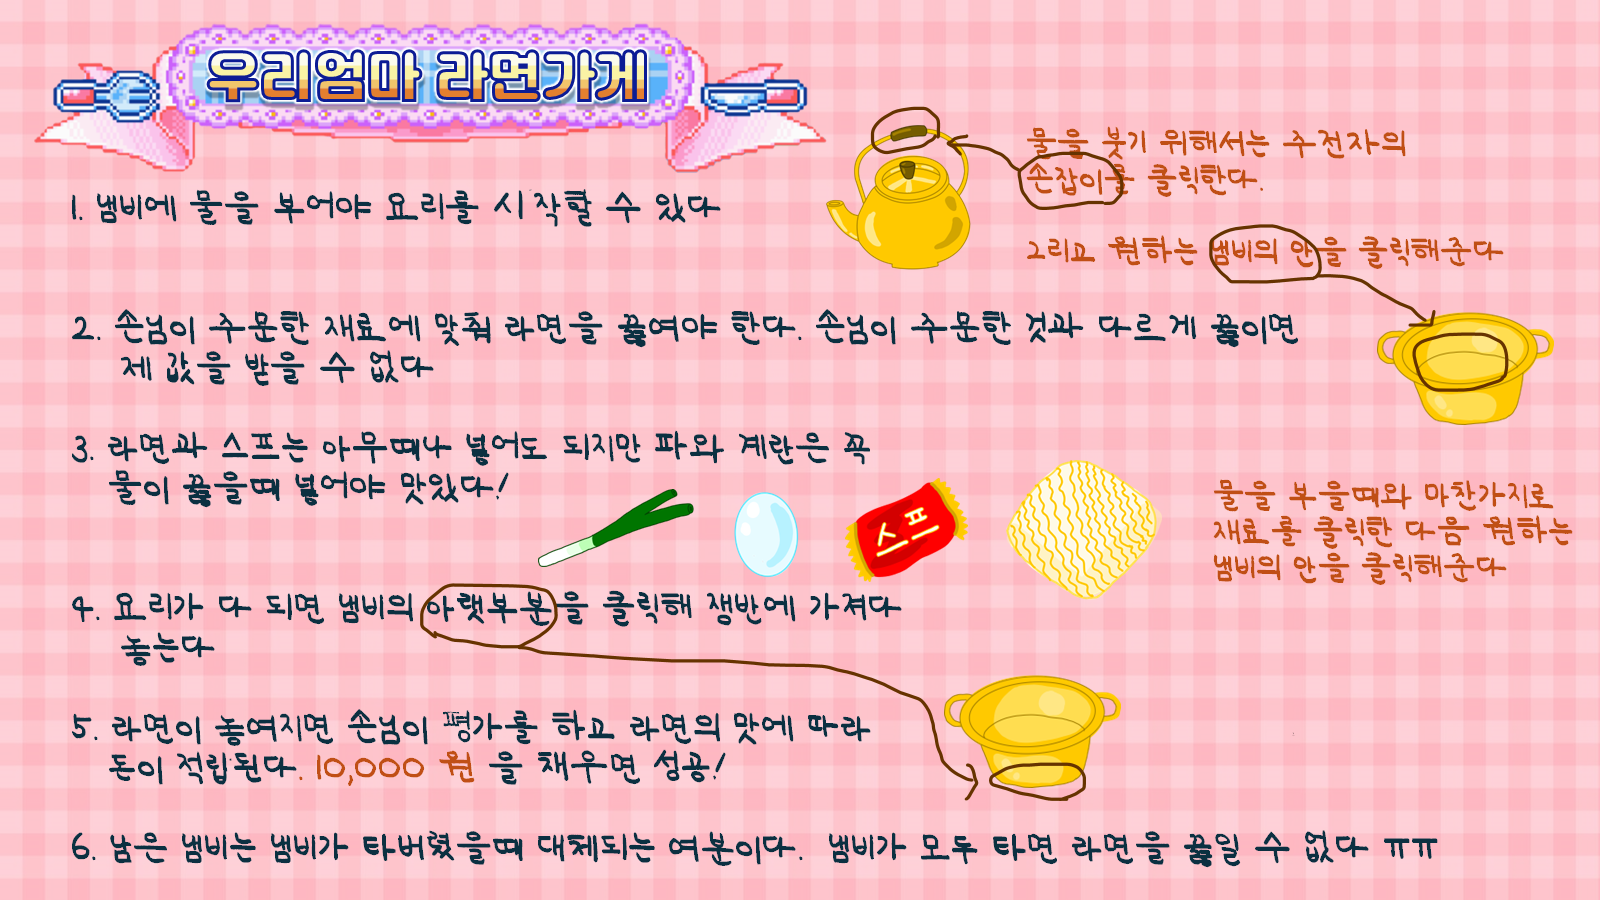 우리엄마 라면가게
물을 붓기 위해서는 주전자의
손잡이를 클릭한다.
1. 냄비에 물을 부어야 요리를 시작할 수 있다
그리고 원하는 냄비의 안을 클릭해준다
2. 손님이 주문한 재료에 맞춰 라면을 끓여야 한다. 손님이 주문한 것과 다르게 끓이면
제 값을 받을 수 없다
3. 라면과 스프는 아무때나 넣어도 되지만 파와 계란은 꼭
물이 끓을때 넣어야 맛있다!
스프
물을 부을때와 마찬가지로
재료를 클릭한 다음 원하는
냄비의 안을 클릭해준다
4. 요리가 다 되면 냄비의 아랫부분을 클릭해 쟁반에 가져다
놓는다
5. 라면이 놓여지면 손님이 평가를 하고 라면의 맛에 따라
돈이 적립된다. 10,000 원 을 채우면 성공!
6. 남은 냄비는 냄비가 타버렸을때 대체되는 여분이다. 냄비가 모두 타면 라면을 끓일 수 없다 ㅠㅠ